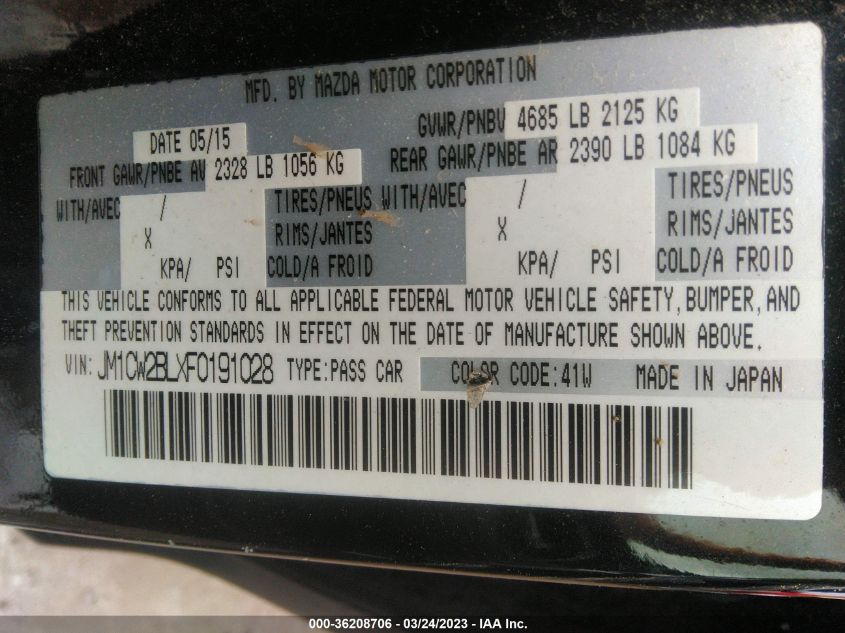 MFD. BY MAZDA MOTOR CORPORATION
DATE 05/15 GVWR/PNBV 4685 LB 2125 KG
FRONT GAWR/PNBE AV 2328 LB 1056 KG REAR GAWR/PNBE AR 2390 LB 1084 KG
WITH/AVEC / TIRES/PNEUS WITH/AVEC / TIRES/PNEUS
X RIMS/JANTES X RIMS/JANTES
KPA/ PSI COLD/A FROID KPA/ PSI COLD/A FROID
THIS VEHICLE CONFORMS TO ALL APPLICABLE FEDERAL MOTOR VEHICLE SAFETY, BUMPER, AND
THEFT PREVENTION STANDARDS IN EFFECT ON THE DATE OF MANUFACTURE SHOWN ABOVE.
VIN: JM1CW2BLXF0191028 TYPE:PASS CAR COLOR CODE:41W MADE IN JAPAN
000-36208706 - 03/24/2023 - IAA Inc.